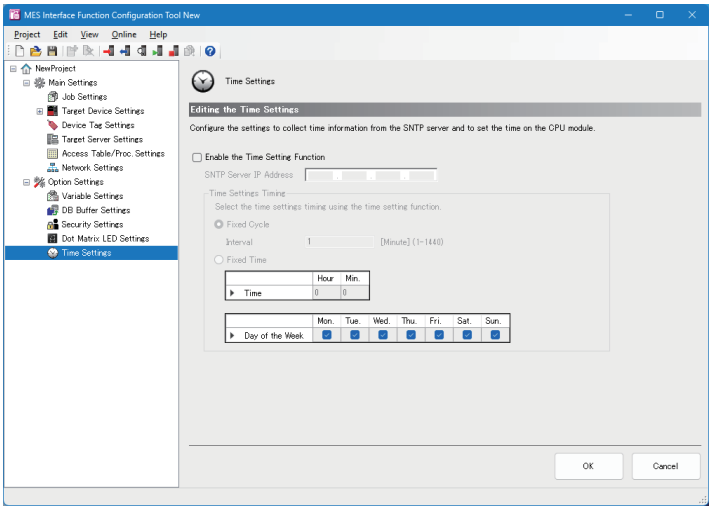 MES Interface Function Configuration Tool New
Project Edit View Online Help
NewProject
Main Settings
Job Settings
Target Device Settings
Device Tag Settings
Target Server Settings
Access Table/Proc. Settings
Network Settings
Option Settings
Variable Settings
DB Buffer Settings
Security Settings
Dot Matrix LED Settings
Time Settings
Time Settings
Editing the Time Settings
Configure the settings to collect time information from the SNTP server and to set the time on the CPU module.
Enable the Time Setting Function
SNTP Server IP Address . . .
Time Settings Timing
Select the time settings timing using the time setting function.
Fixed Cycle
Interval 1 [Minute] (1-1440)
Fixed Time
Hour Min.
Time 0 0
Mon. Tue. Wed. Thu. Fri. Sat. Sun.
Day of the Week
OK Cancel